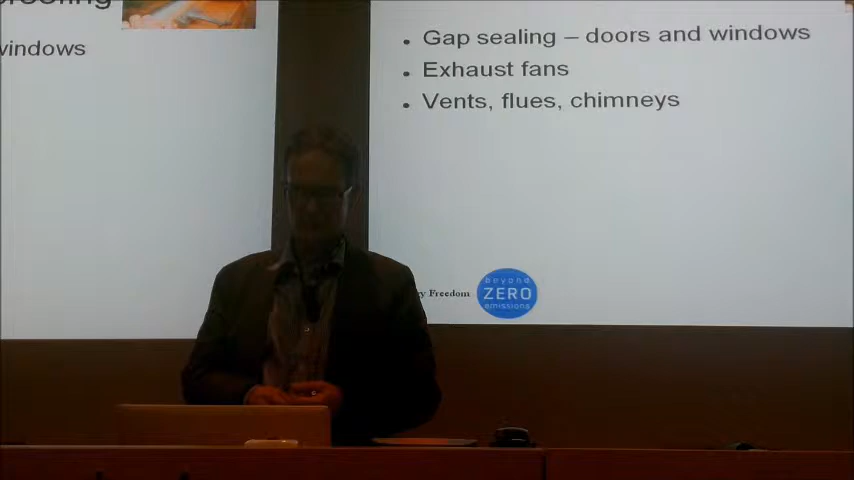 windows
• Gap sealing – doors and windows
• Exhaust fans
• Vents, flues, chimneys
Freedom
beyond
ZERO
emissions